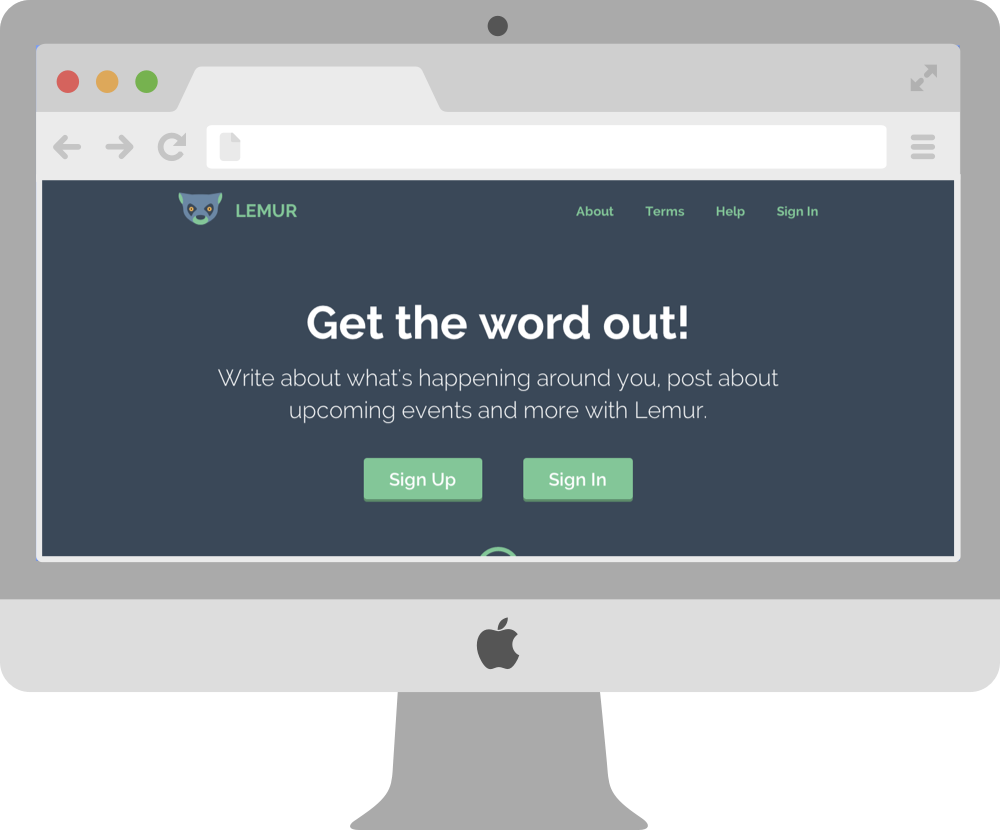 LEMUR
About Terms Help Sign In
Get the word out!
Write about what's happening around you, post about
upcoming events and more with Lemur.
Sign Up Sign In